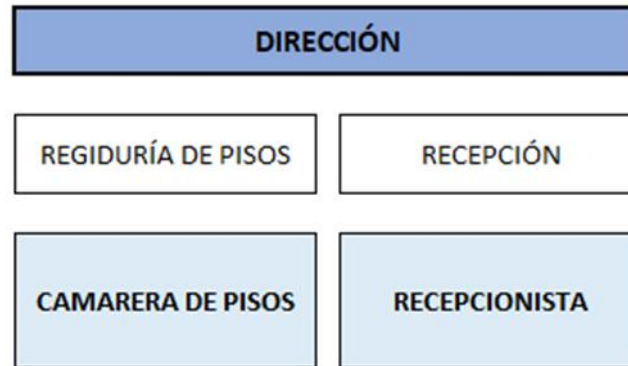 DIRECCIÓN
REGIDURÍA DE PISOS
RECEPCIÓN
CAMARERA DE PISOS
RECEPCIONISTA